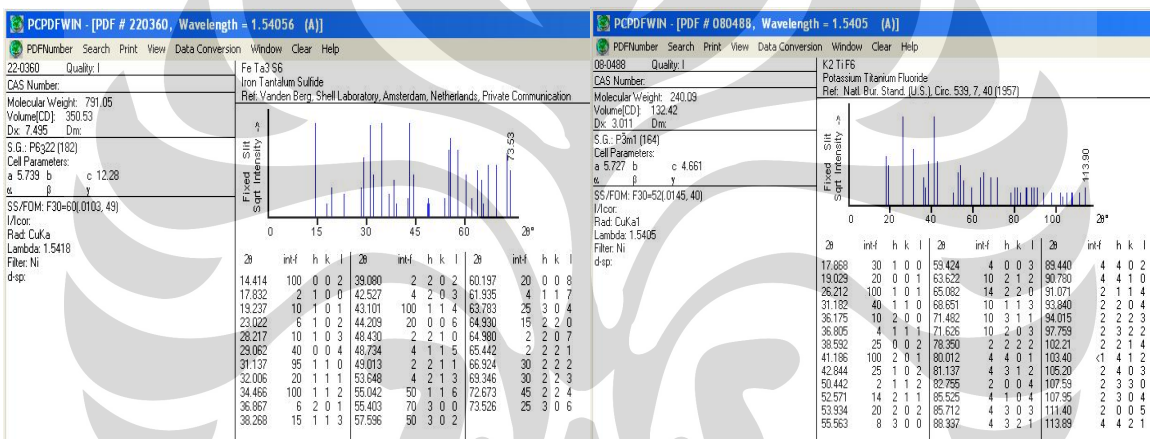 PCPDFWIN - [PDF # 220360, Wavelength = 1.54056 (A)]
PDFNumber Search Print View Data Conversion Window Clear Help
22-0360 Quality: I
CAS Number:
Molecular Weight: 791.05
Volume[CD]: 350.53
Dx: 7.495 Dm:
S.G.: P6322 (182)
Cell Parameters:
a 5.739 b c 12.28
α β γ
SS/FOM: F30=60(.0103, 49)
I/Icor:
Rad: CuKa
Lambda: 1.5418
Filter: Ni
d-sp:
Fe Ta3 S6
Iron Tantalum Sulfide
Ref: Vanden Berg, Shell Laboratory, Amsterdam, Netherlands, Private Communication
Fixed Slit
Sqrt Intensity ->
73.53
0 15 30 45 60 2θ°
2θ int-f h k l 2θ int-f h k l 2θ int-f h k l
14.414 100 0 0 2 39.080 2 2 0 2 60.197 20 0 0 8
17.832 2 1 0 0 42.527 4 2 0 3 61.935 4 1 1 7
19.237 10 1 0 1 43.101 100 1 1 4 63.783 25 3 0 4
23.022 6 1 0 2 44.209 20 0 0 6 64.930 15 2 2 0
28.217 10 1 0 3 48.430 2 2 1 0 64.980 2 2 0 7
29.062 40 0 0 4 48.734 4 1 1 5 65.442 2 2 2 1
31.137 95 1 1 0 49.013 2 2 1 1 66.924 30 2 2 2
32.006 20 1 1 1 53.648 4 2 1 3 69.346 30 2 2 3
34.466 100 1 1 2 55.042 50 1 1 6 72.673 45 2 2 4
36.867 6 2 0 1 55.403 70 3 0 0 73.526 25 3 0 6
38.268 15 1 1 3 57.596 50 3 0 2
PCPDFWIN - [PDF # 080488, Wavelength = 1.5405 (A)]
PDFNumber Search Print View Data Conversion Window Clear Help
08-0488 Quality: I
CAS Number:
Molecular Weight: 240.09
Volume[CD]: 132.42
Dx: 3.011 Dm:
S.G.: P3m1 (164)
Cell Parameters:
a 5.727 b c 4.661
α β γ
SS/FOM: F30=52(.0145, 40)
I/Icor:
Rad: CuKa1
Lambda: 1.5405
Filter: Ni
d-sp:
K2 Ti F6
Potassium Titanium Fluoride
Ref: Natl. Bur. Stand. (U.S.), Circ. 539, 7, 40 (1957)
Fixed Slit
Sqrt Intensity ->
113.90
0 20 40 60 80 100 2θ°
2θ int-f h k l 2θ int-f h k l 2θ int-f h k l
17.868 30 1 0 0 59.424 4 0 0 3 89.440 4 4 0 2
19.029 20 0 0 1 63.622 10 2 1 2 90.780 4 4 1 0
26.212 100 1 0 1 65.082 14 2 2 0 91.071 2 1 1 4
31.182 40 1 1 0 68.651 10 1 1 3 93.840 2 2 0 4
36.175 10 2 0 0 71.482 10 3 1 1 94.015 2 2 2 3
36.805 4 1 1 1 71.626 10 2 0 3 97.759 2 3 2 2
38.592 25 0 0 2 78.350 2 2 2 2 102.21 2 2 1 4
41.186 100 2 0 1 80.012 4 4 0 1 103.40 <1 4 1 2
42.844 25 1 0 2 81.137 4 3 1 2 105.20 2 4 0 3
50.442 2 1 1 2 82.755 2 0 0 4 107.59 2 3 3 0
52.571 14 2 1 1 85.525 4 1 0 4 107.95 2 3 0 4
53.934 20 2 0 2 85.712 4 3 0 3 111.40 2 0 0 5
55.563 8 3 0 0 88.337 4 3 2 1 113.89 4 4 2 1